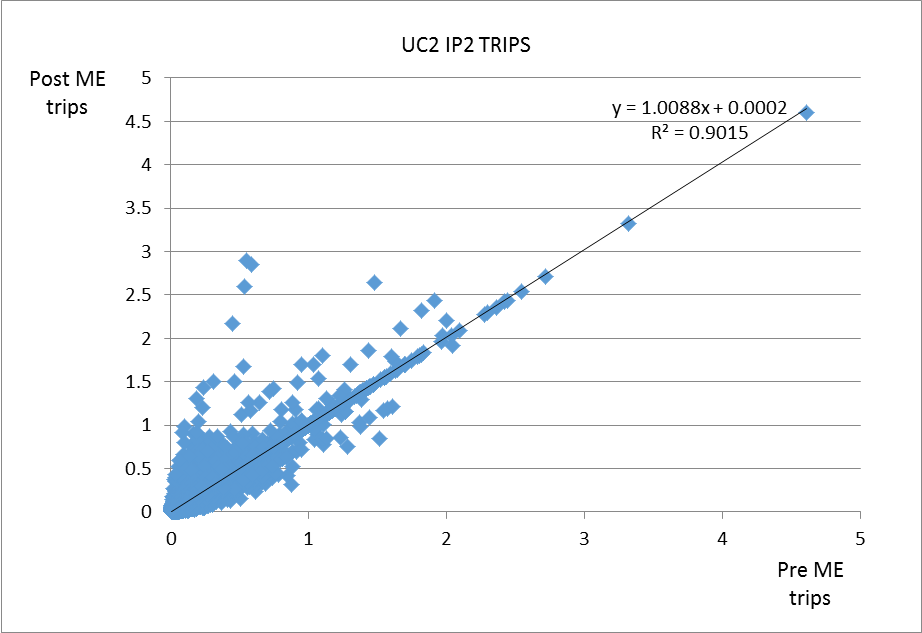 UC2 IP2 TRIPS
Post ME
trips
y = 1.0088x + 0.0002
R² = 0.9015
5
4.5
4
3.5
3
2.5
2
1.5
1
0.5
0
0 1 2 3 4 5
Pre ME
trips